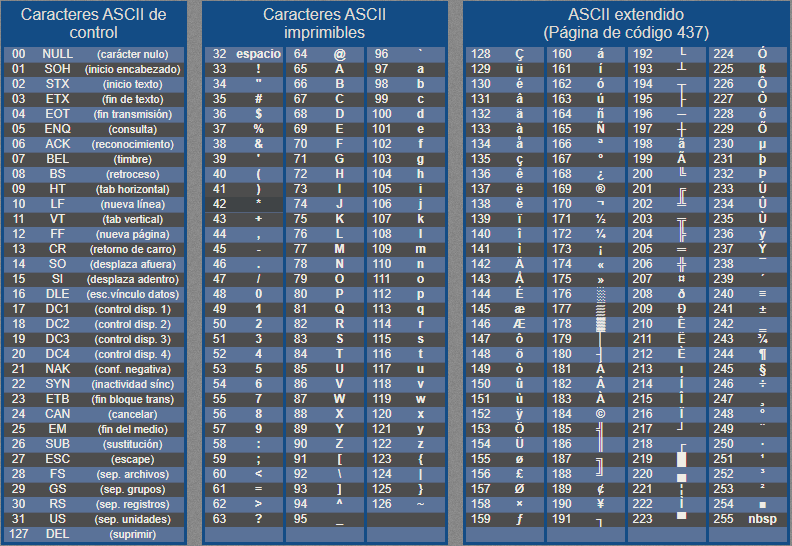 Caracteres ASCII de
control
00 NULL (carácter nulo)
01 SOH (inicio encabezado)
02 STX (inicio texto)
03 ETX (fin de texto)
04 EOT (fin transmisión)
05 ENQ (consulta)
06 ACK (reconocimiento)
07 BEL (timbre)
08 BS (retroceso)
09 HT (tab horizontal)
10 LF (nueva línea)
11 VT (tab vertical)
12 FF (nueva página)
13 CR (retorno de carro)
14 SO (desplaza afuera)
15 SI (desplaza adentro)
16 DLE (esc.vínculo datos)
17 DC1 (control disp. 1)
18 DC2 (control disp. 2)
19 DC3 (control disp. 3)
20 DC4 (control disp. 4)
21 NAK (conf. negativa)
22 SYN (inactividad sínc)
23 ETB (fin bloque trans)
24 CAN (cancelar)
25 EM (fin del medio)
26 SUB (sustitución)
27 ESC (escape)
28 FS (sep. archivos)
29 GS (sep. grupos)
30 RS (sep. registros)
31 US (sep. unidades)
127 DEL (suprimir)
Caracteres ASCII
imprimibles
32 espacio 64 @ 96 `
33 ! 65 A 97 a
34 " 66 B 98 b
35 # 67 C 99 c
36 $ 68 D 100 d
37 % 69 E 101 e
38 & 70 F 102 f
39 ' 71 G 103 g
40 ( 72 H 104 h
41 ) 73 I 105 i
42 * 74 J 106 j
43 + 75 K 107 k
44 , 76 L 108 l
45 - 77 M 109 m
46 . 78 N 110 n
47 / 79 O 111 o
48 0 80 P 112 p
49 1 81 Q 113 q
50 2 82 R 114 r
51 3 83 S 115 s
52 4 84 T 116 t
53 5 85 U 117 u
54 6 86 V 118 v
55 7 87 W 119 w
56 8 88 X 120 x
57 9 89 Y 121 y
58 : 90 Z 122 z
59 ; 91 [ 123 {
60 < 92 \ 124 |
61 = 93 ] 125 }
62 > 94 ^ 126 ~
63 ? 95 _
ASCII extendido
(Página de código 437)
128 Ç 160 á 192 └ 224 Ó
129 ü 161 í 193 ┴ 225 ß
130 é 162 ó 194 ┬ 226 Ô
131 â 163 ú 195 ├ 227 Ò
132 ä 164 ñ 196 ─ 228 õ
133 à 165 Ñ 197 ┼ 229 Õ
134 å 166 ª 198 ã 230 µ
135 ç 167 º 199 Ã 231 þ
136 ê 168 ¿ 200 ╚ 232 Þ
137 ë 169 ® 201 ╔ 233 Ú
138 è 170 ¬ 202 ╩ 234 Û
139 ï 171 ½ 203 ╦ 235 Ù
140 î 172 ¼ 204 ╠ 236 ý
141 ì 173 ¡ 205 ═ 237 Ý
142 Ä 174 « 206 ╬ 238 ¯
143 Å 175 » 207 ¤ 239 ´
144 É 176 ░ 208 ð 240 ≡
145 æ 177 ▒ 209 Ð 241 ±
146 Æ 178 ▓ 210 Ê 242 ‗
147 ô 179 │ 211 Ë 243 ¾
148 ö 180 ┤ 212 È 244 ¶
149 ò 181 Á 213 ı 245 §
150 û 182 Â 214 Í 246 ÷
151 ù 183 À 215 Î 247 ¸
152 ÿ 184 © 216 Ï 248 °
153 Ö 185 ╣ 217 ┘ 249 ¨
154 Ü 186 ║ 218 ┌ 250 ·
155 ø 187 ╗ 219 █ 251 ¹
156 £ 188 ╝ 220 ▄ 252 ³
157 Ø 189 ¢ 221 ¦ 253 ²
158 × 190 ¥ 222 Ì 254 ■
159 ƒ 191 ┐ 223 ▀ 255 nbsp